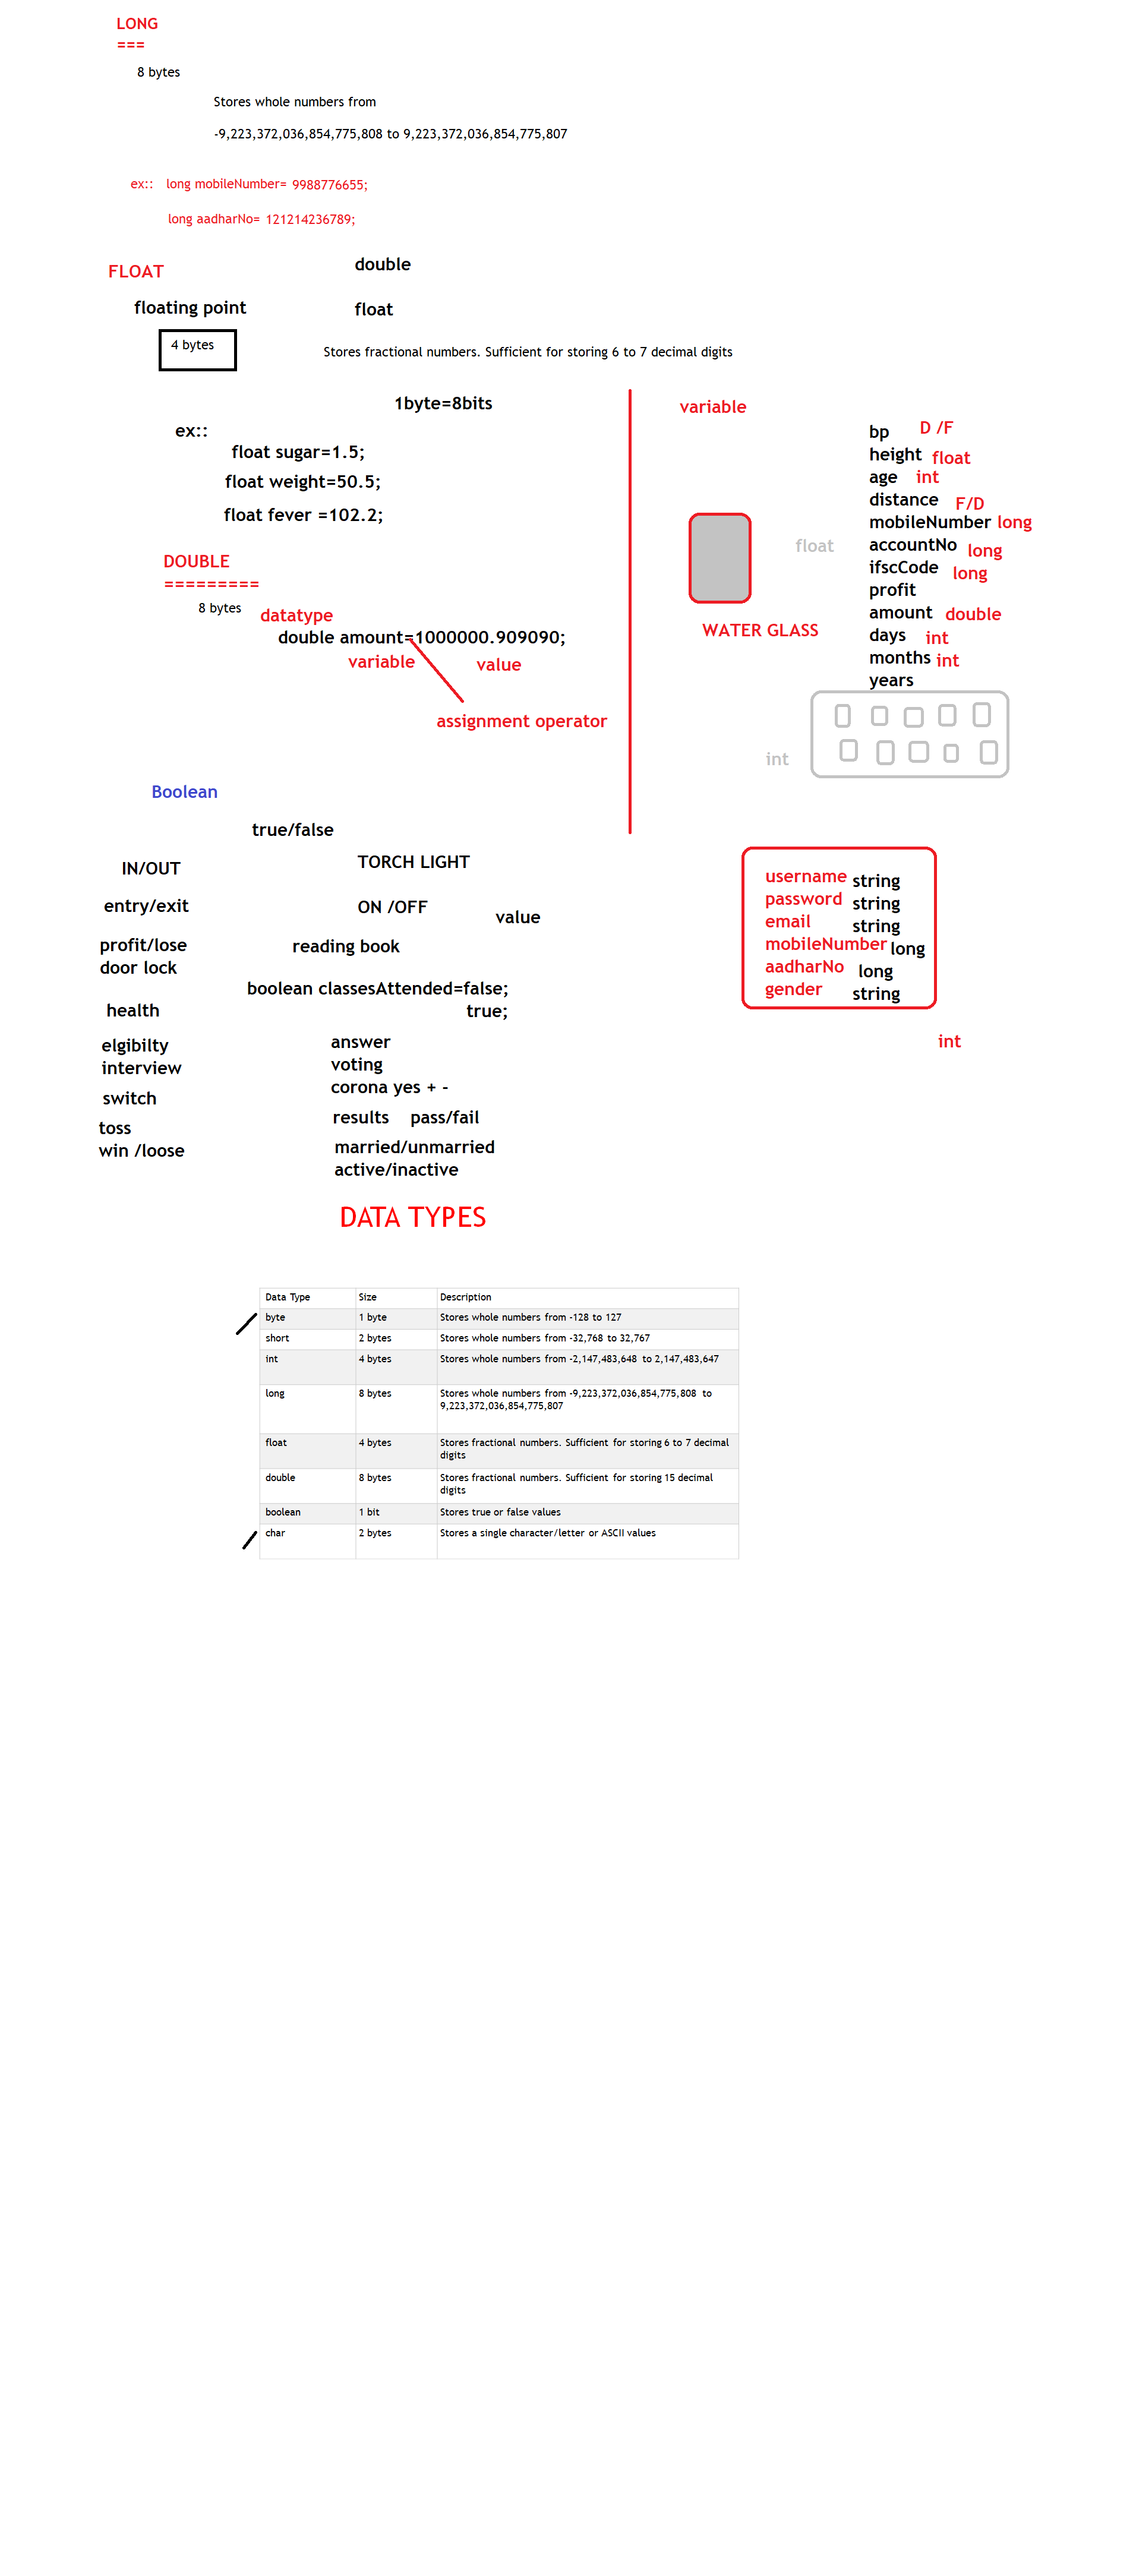 LONG
===
8 bytes
Stores whole numbers from
-9,223,372,036,854,775,808 to 9,223,372,036,854,775,807
ex:: long mobileNumber= 9988776655;
long aadharNo= 121214236789;
FLOAT
double
floating point
float
4 bytes
Stores fractional numbers. Sufficient for storing 6 to 7 decimal digits
1byte=8bits
ex::
float sugar=1.5;
float weight=50.5;
float fever =102.2;
DOUBLE
=========
8 bytes
datatype
double amount=1000000.909090;
variable
value
assignment operator
variable
bp D /F
height float
age int
distance F/D
mobileNumber long
float
accountNo long
ifscCode long
profit
amount double
WATER GLASS
days int
months int
years
int
Boolean
true/false
IN/OUT
TORCH LIGHT
entry/exit
ON /OFF
value
profit/lose
reading book
door lock
boolean classesAttended=false;
health
true;
elgibilty
interview
switch
toss
win /loose
answer
voting
corona yes + -
results pass/fail
married/unmarried
active/inactive
username string
password string
email string
mobileNumber long
aadharNo long
gender string
int
DATA TYPES
Data Type Size Description
byte 1 byte Stores whole numbers from -128 to 127
short 2 bytes Stores whole numbers from -32,768 to 32,767
int 4 bytes Stores whole numbers from -2,147,483,648 to 2,147,483,647
long 8 bytes Stores whole numbers from -9,223,372,036,854,775,808 to
9,223,372,036,854,775,807
float 4 bytes Stores fractional numbers. Sufficient for storing 6 to 7 decimal
digits
double 8 bytes Stores fractional numbers. Sufficient for storing 15 decimal
digits
boolean 1 bit Stores true or false values
char 2 bytes Stores a single character/letter or ASCII values